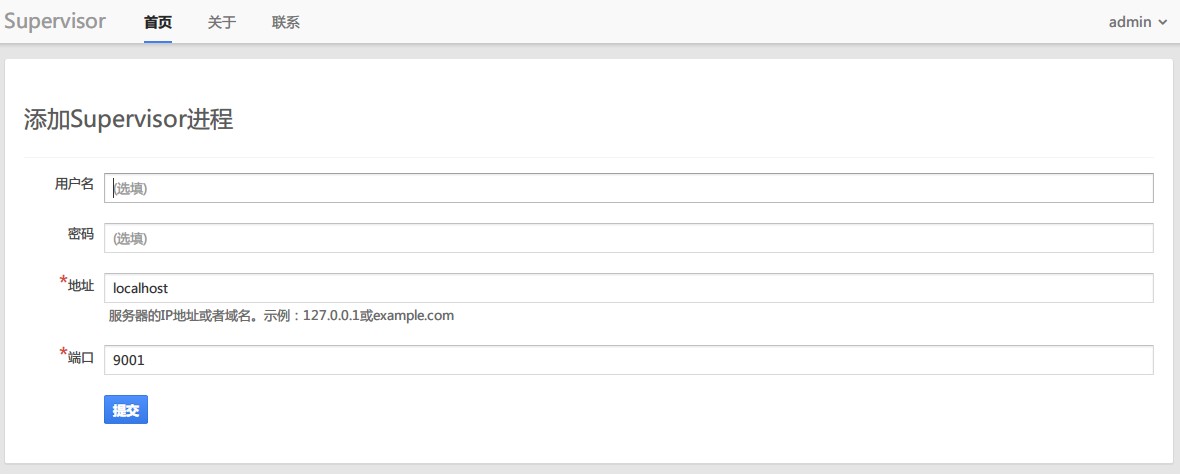 Supervisor 首页 关于 联系 admin
添加Supervisor进程
用户名 (选填)
密码 (选填)
*地址 localhost
服务器的IP地址或者域名。示例：127.0.0.1或example.com
*端口 9001
提交